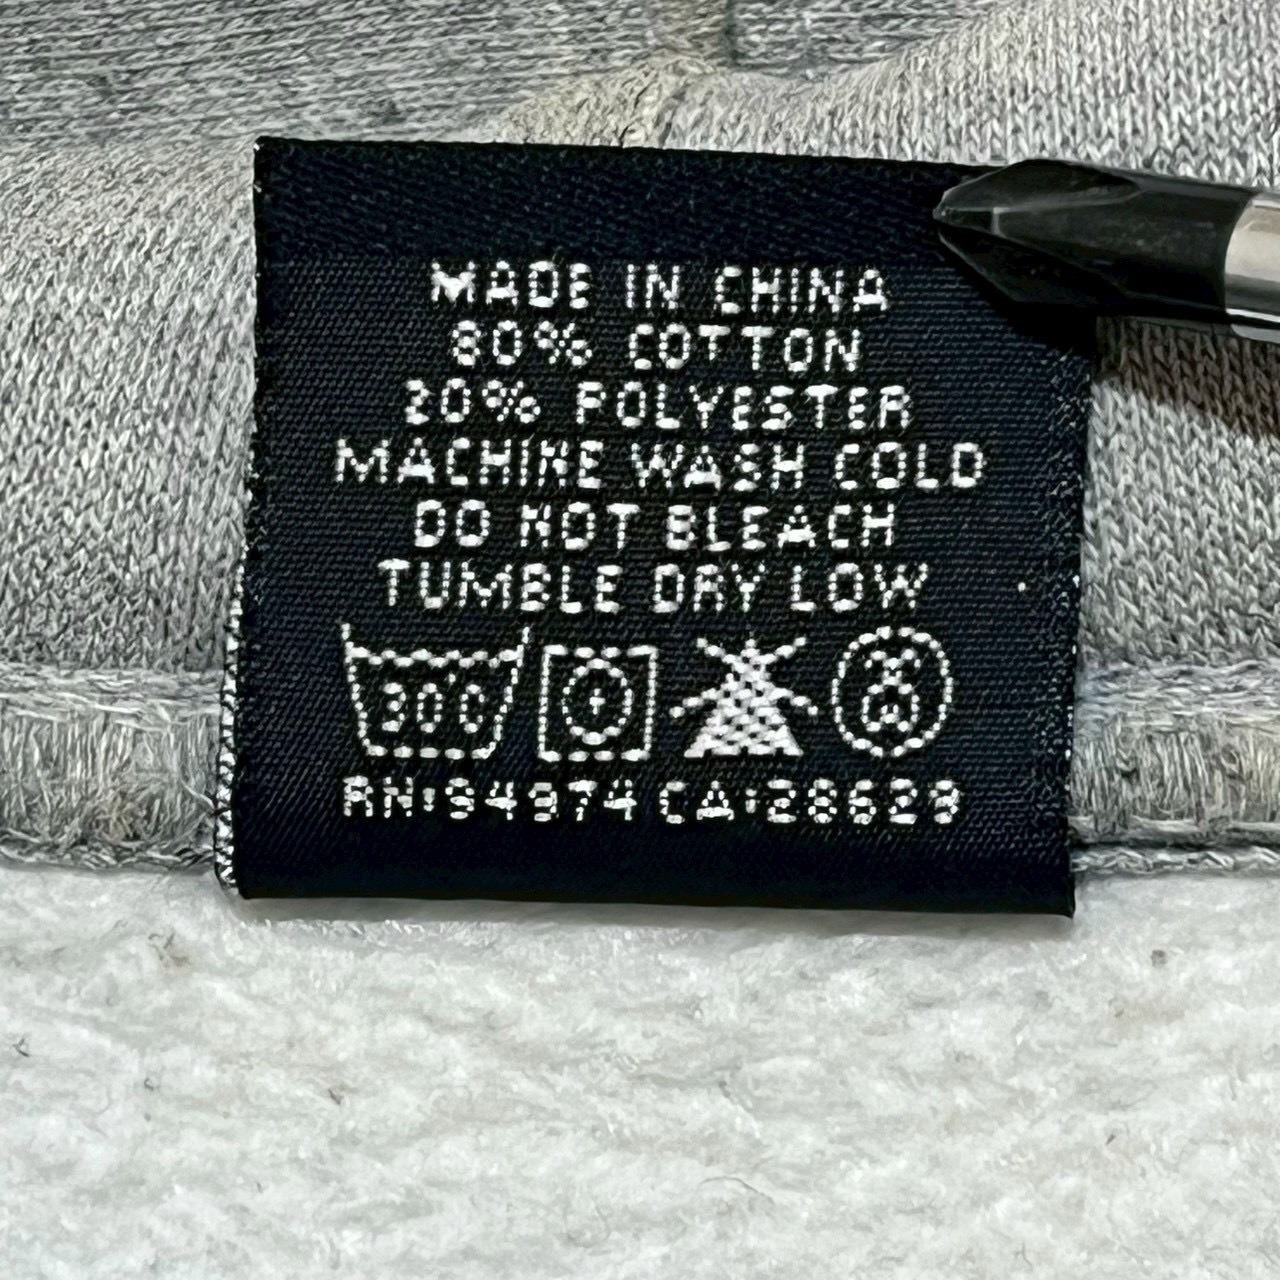 MADE IN CHINA
80% COTTON
20% POLYESTER
MACHINE WASH COLD
DO NOT BLEACH
TUMBLE DRY LOW
30C
RN:94974 CA:28629